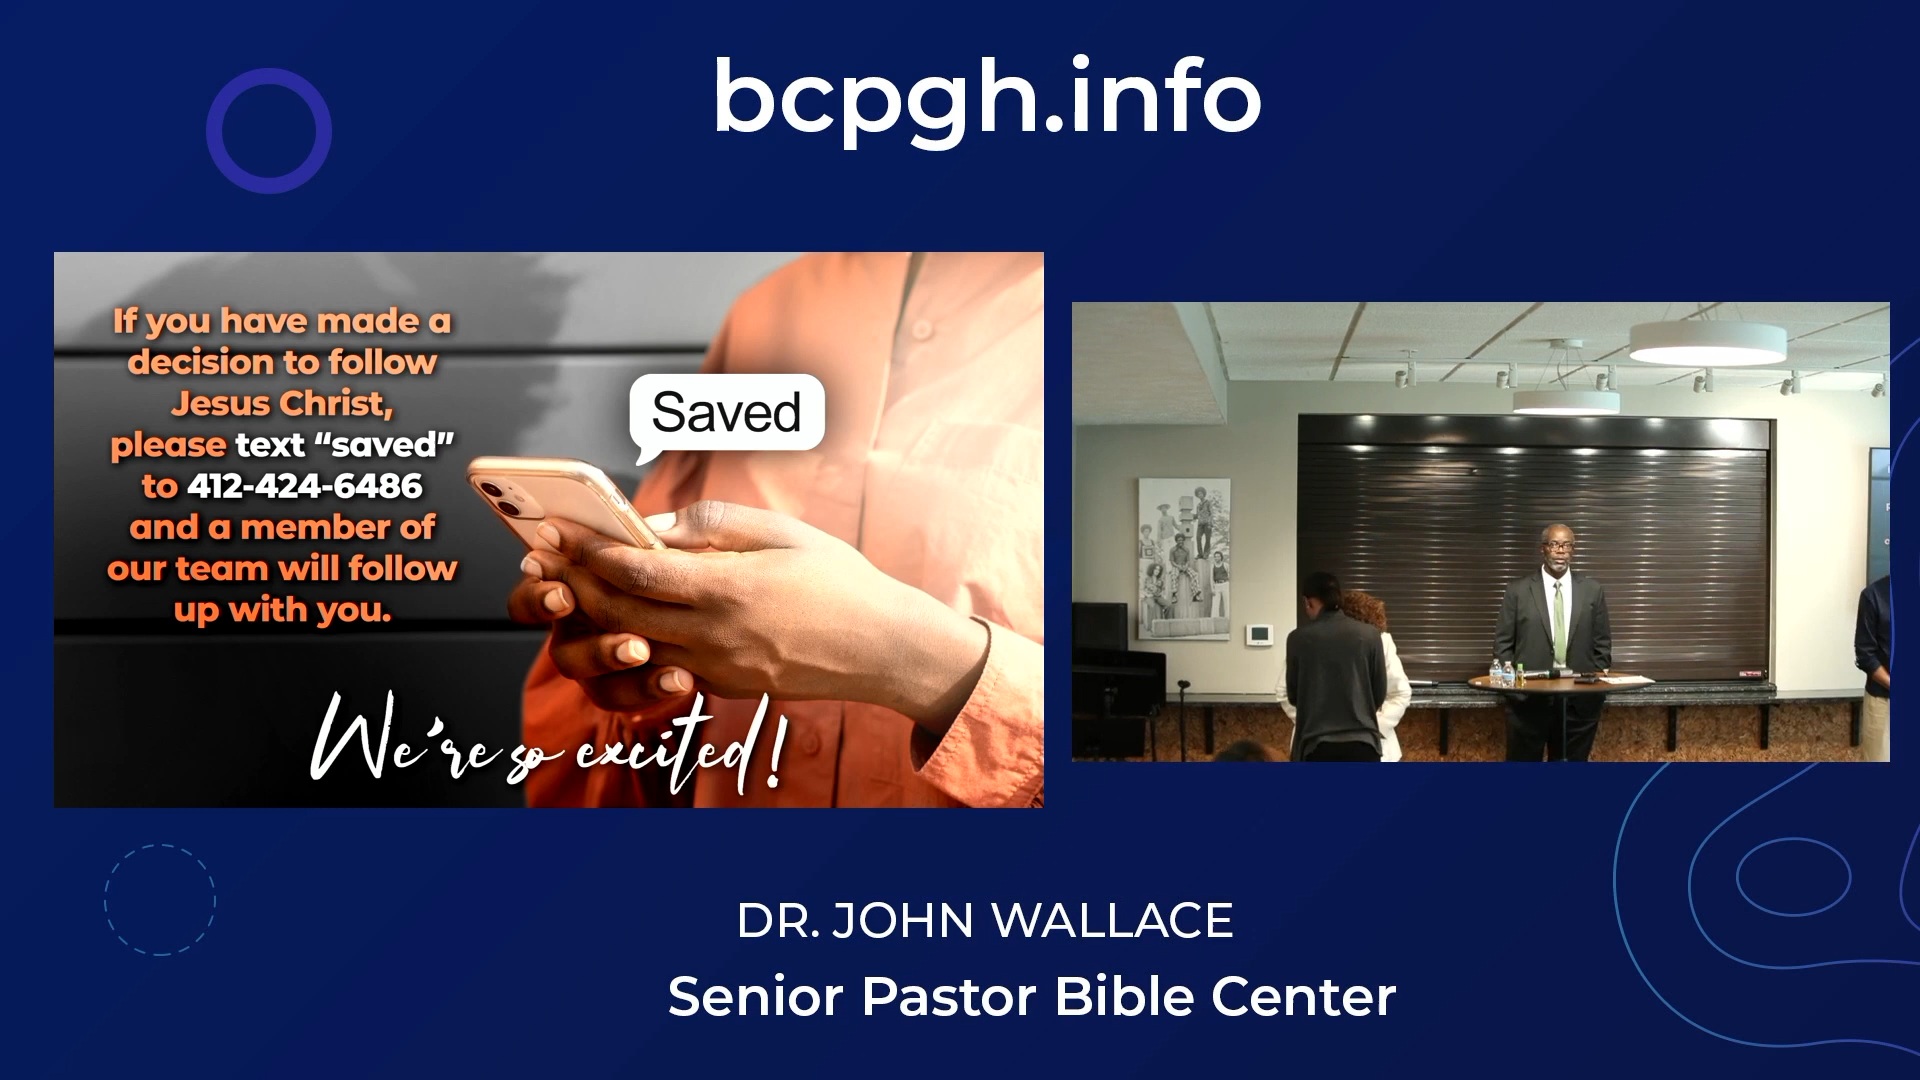 bcpgh.info
If you have made a
decision to follow
Jesus Christ,
please text “saved”
to 412-424-6486
and a member of
our team will follow
up with you.
Saved
We're so excited!
DR. JOHN WALLACE
Senior Pastor Bible Center